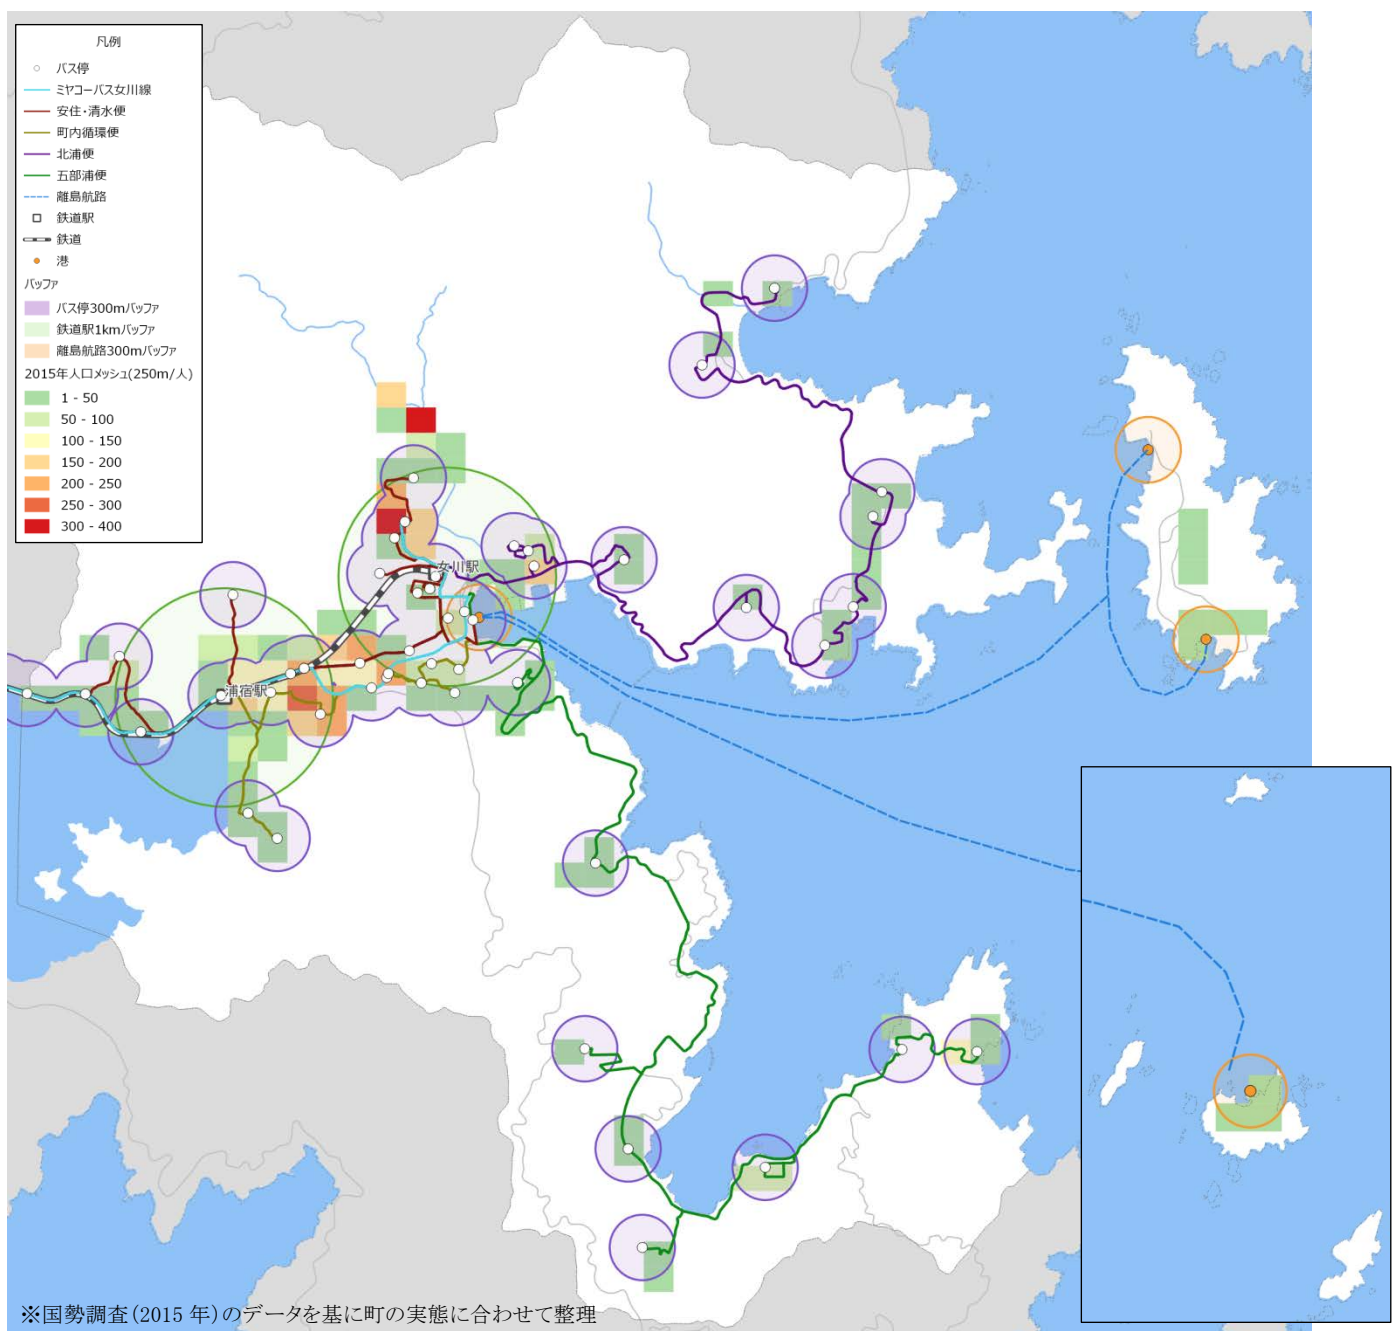 凡例
バス停
ミヤコーバス女川線
安住・清水便
町内循環便
北浦便
五部浦便
離島航路
鉄道駅
鉄道
港
バッファ
バス停300mバッファ
鉄道駅1kmバッファ
離島航路300mバッファ
2015年人口メッシュ(250m/人)
1 - 50
50 - 100
100 - 150
150 - 200
200 - 250
250 - 300
300 - 400
女川駅
浦宿駅
※国勢調査（2015 年）のデータを基に町の実態に合わせて整理